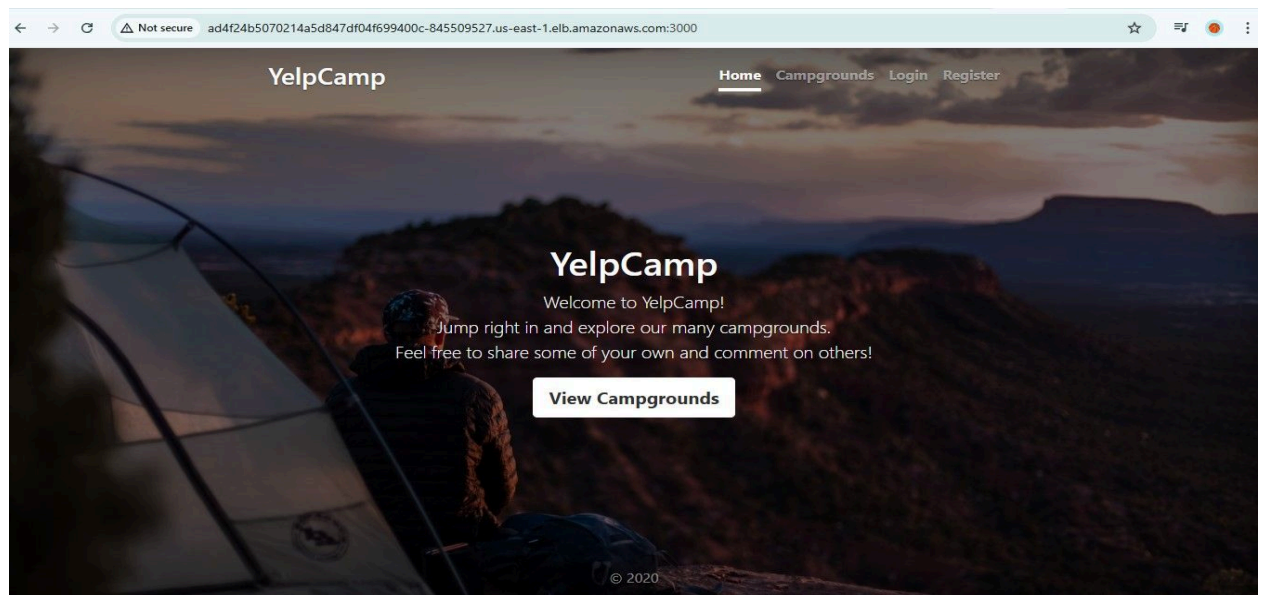 Not secure ad4f24b5070214a5d847df04f699400c-845509527.us-east-1.elb.amazonaws.com:3000
YelpCamp Home Campgrounds Login Register
YelpCamp
Welcome to YelpCamp!
Jump right in and explore our many campgrounds.
Feel free to share some of your own and comment on others!
View Campgrounds
© 2020